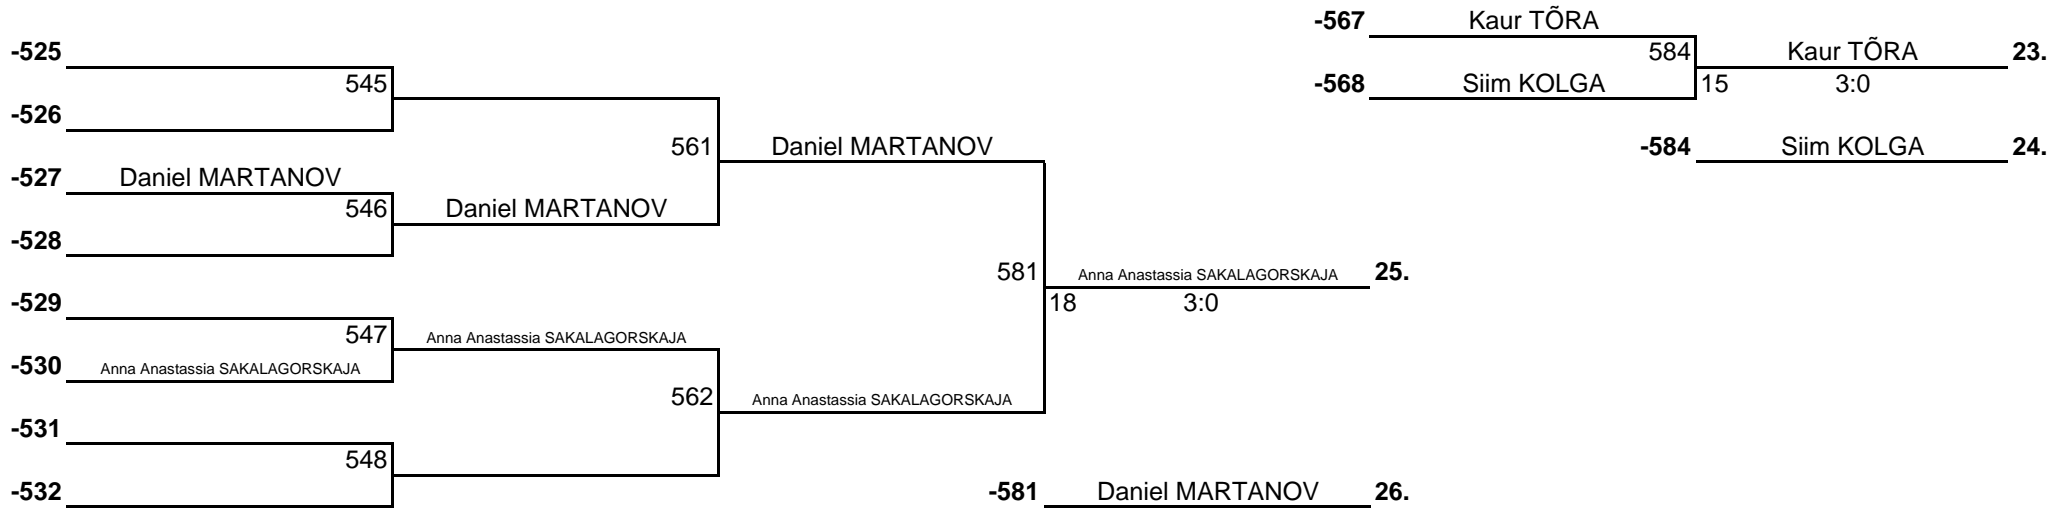 -567 Kaur TÕRA
-525 584 Kaur TÕRA 23.
545 -568 Siim KOLGA 15 3:0
-526
561 Daniel MARTANOV -584 Siim KOLGA 24.
-527 Daniel MARTANOV
546 Daniel MARTANOV
-528
581 Anna Anastassia SAKALAGORSKAJA 25.
-529 18 3:0
547 Anna Anastassia SAKALAGORSKAJA
-530 Anna Anastassia SAKALAGORSKAJA
562 Anna Anastassia SAKALAGORSKAJA
-531
548
-532 -581 Daniel MARTANOV 26.